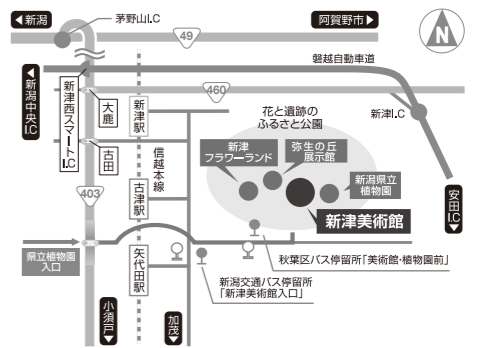 ◀新潟
茅野山I.C
49
阿賀野市▶
N
磐越自動車道
◀新潟中央I.C
新津西スマートI.C
460
大鹿
新津駅
花と遺跡の
ふるさと公園
新津I.C
古田
信越本線
新津
フラワーランド
弥生の丘
展示館
新潟県立
植物園
403
古津駅
新津美術館
安田I.C▶
県立植物園
入口
矢代田駅
秋葉区バス停留所「美術館・植物園前」
新潟交通バス停留所
「新津美術館入口」
小須戸▶
加茂▶